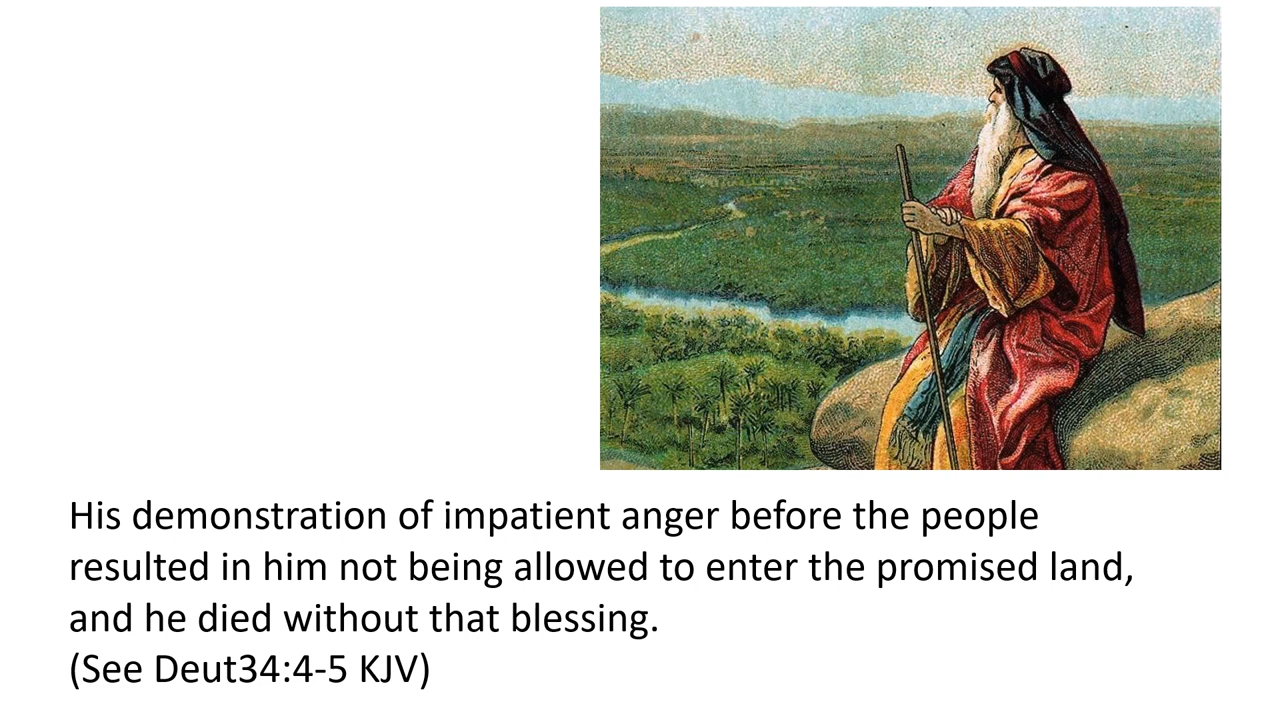 His demonstration of impatient anger before the people
resulted in him not being allowed to enter the promised land,
and he died without that blessing.
(See Deut34:4-5 KJV)